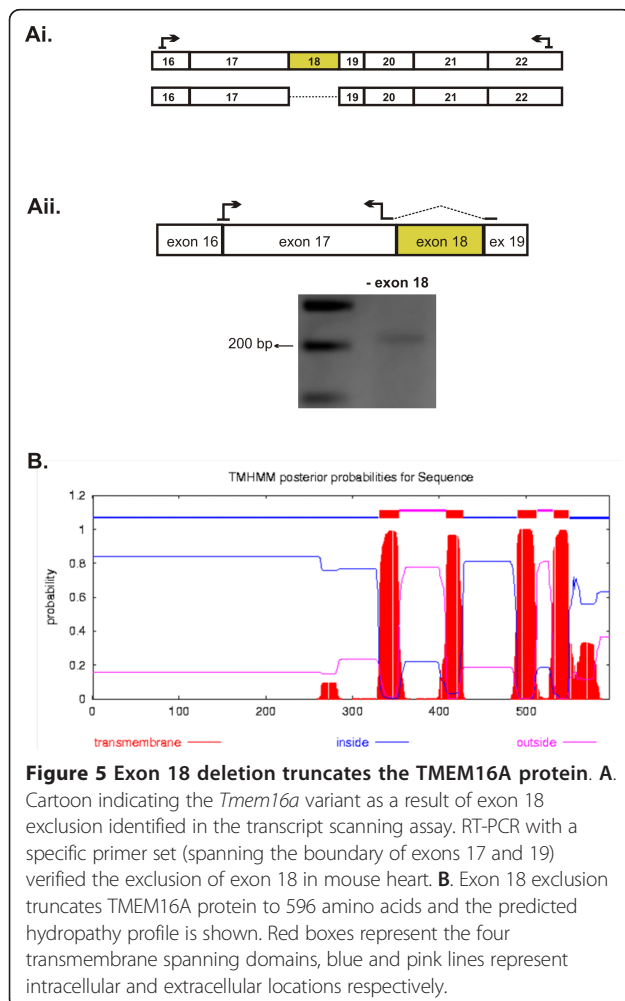 Ai.
16 17 18 19 20 21 22
16 17 19 20 21 22
Aii.
exon 16 exon 17 exon 18 ex 19
- exon 18
200 bp
B.
TMHMM posterior probabilities for Sequence
1.2
1
0.8
0.6
0.4
0.2
0
probability
0 100 200 300 400 500
transmembrane inside outside
Figure 5 Exon 18 deletion truncates the TMEM16A protein. A.
Cartoon indicating the Tmem16a variant as a result of exon 18
exclusion identified in the transcript scanning assay. RT-PCR with a
specific primer set (spanning the boundary of exons 17 and 19)
verified the exclusion of exon 18 in mouse heart. B. Exon 18 exclusion
truncates TMEM16A protein to 596 amino acids and the predicted
hydropathy profile is shown. Red boxes represent the four
transmembrane spanning domains, blue and pink lines represent
intracellular and extracellular locations respectively.